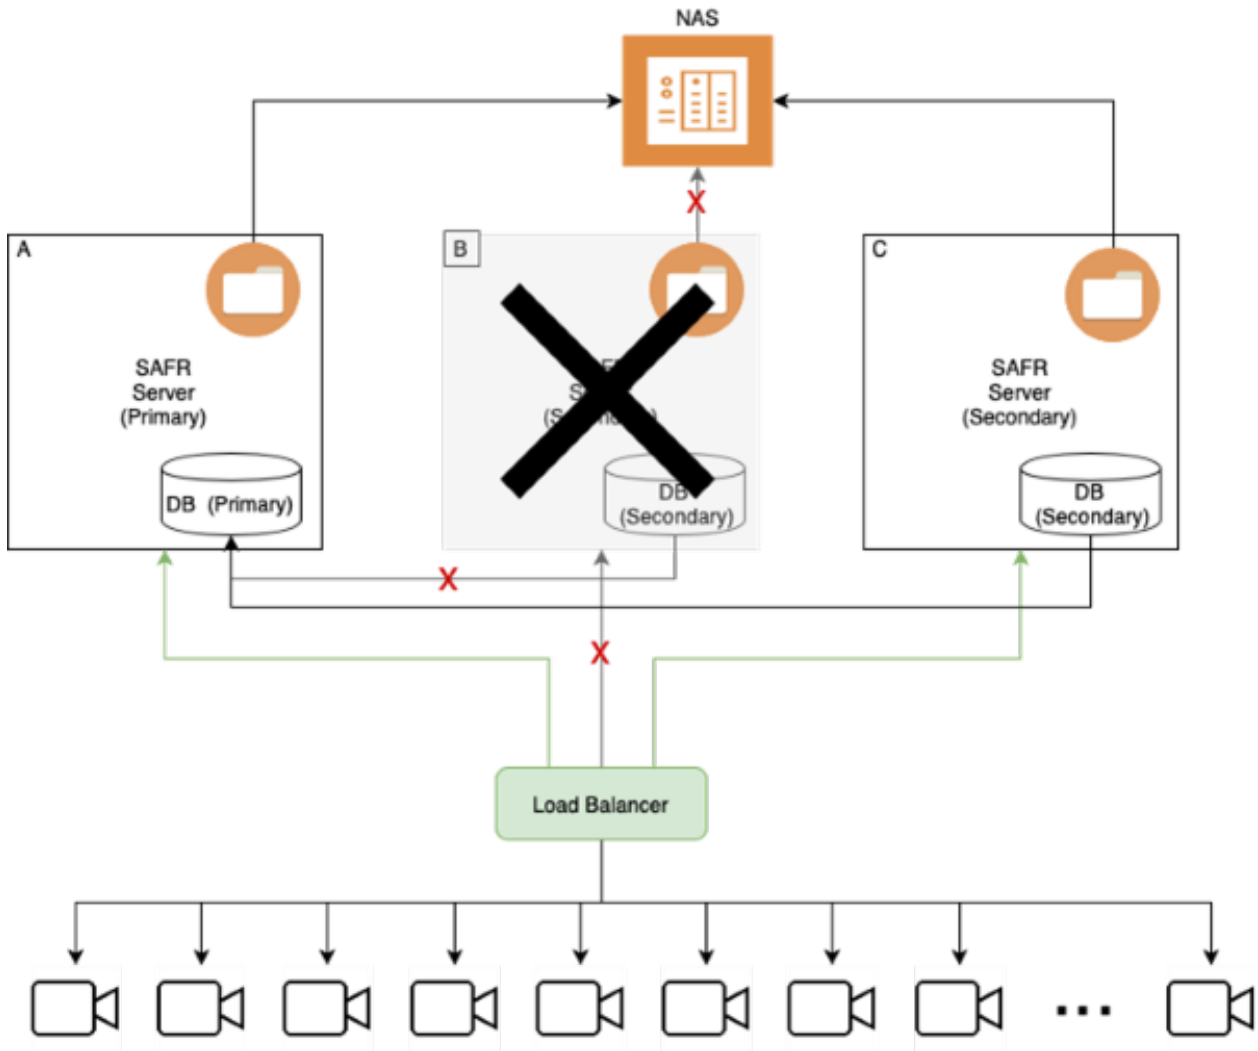 NAS
X
A
B
C
SAFR
Server
(Primary)
SAFR
Server
(Secondary)
DB (Primary)
DB
(Secondary)
DB
(Secondary)
X
X
Load Balancer
...